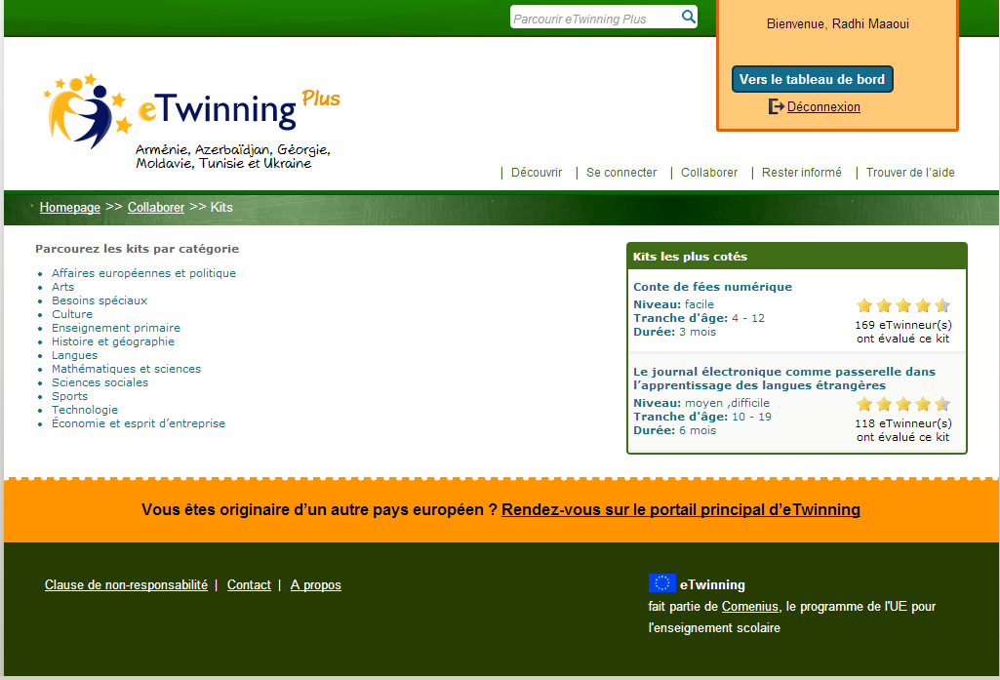 Parcourir eTwinning Plus
Bienvenue, Radhi Maaoui
Vers le tableau de bord
Déconnexion
eTwinning Plus
Arménie, Azerbaïdjan, Géorgie,
Moldavie, Tunisie et Ukraine
| Découvrir | Se connecter | Collaborer | Rester informé | Trouver de l'aide
Homepage >> Collaborer >> Kits
Parcourez les kits par catégorie
Affaires européennes et politique
Arts
Besoins spéciaux
Culture
Enseignement primaire
Histoire et géographie
Langues
Mathématiques et sciences
Sciences sociales
Sports
Technologie
Économie et esprit d’entreprise
Kits les plus cotés
Conte de fées numérique
Niveau: facile
Tranche d'âge: 4 - 12
Durée: 3 mois
169 eTwinneur(s)
ont évalué ce kit
Le journal électronique comme passerelle dans
l’apprentissage des langues étrangères
Niveau: moyen ,difficile
Tranche d'âge: 10 - 19
Durée: 6 mois
118 eTwinneur(s)
ont évalué ce kit
Vous êtes originaire d’un autre pays européen ? Rendez-vous sur le portail principal d’eTwinning
Clause de non-responsabilité | Contact | A propos
eTwinning
fait partie de Comenius, le programme de l'UE pour
l'enseignement scolaire